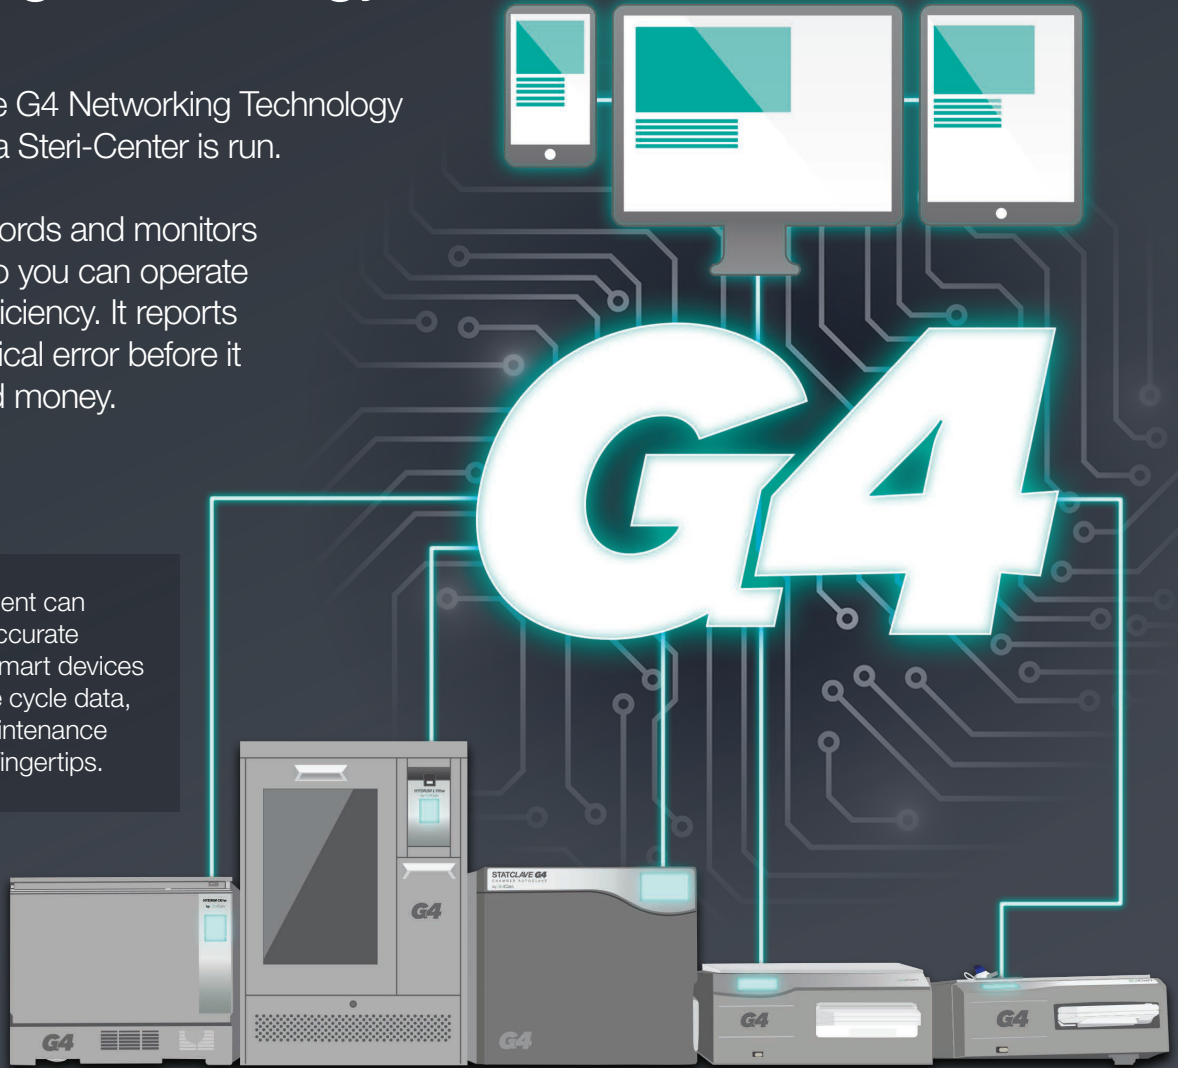 e G4 Networking Technology
a Steri-Center is run.
ords and monitors
o you can operate
iciency. It reports
ical error before it
d money.
G4
ent can
ccurate
mart devices
e cycle data,
intenance
ingertips.
STATCLAVE G4
CHAMBER AUTOCLAVE
G4
G4
G4
G4
G4